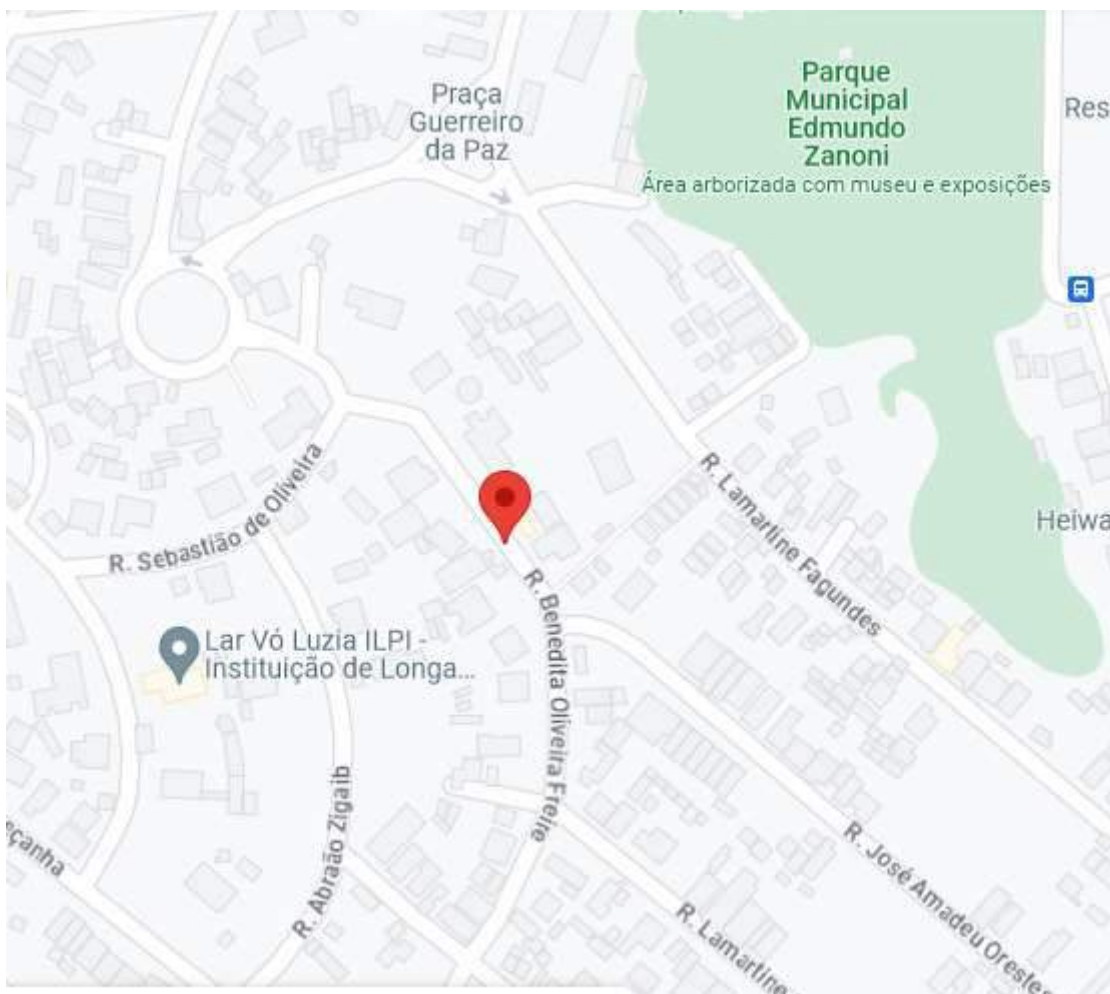 Praça
Guerreiro
da Paz
Parque
Municipal
Edmundo
Zanoni
Área arborizada com museu e exposições
Res
R. Sebastião de Oliveira
R. Lamartine Fagundes
Heiwa
R. Benedita Oliveira Freire
Lar Vó Luzia ILPI -
Instituição de Longa...
R. Abraão Zigaib
R. José Amadeu Orestes
R. Lamartine
çanha